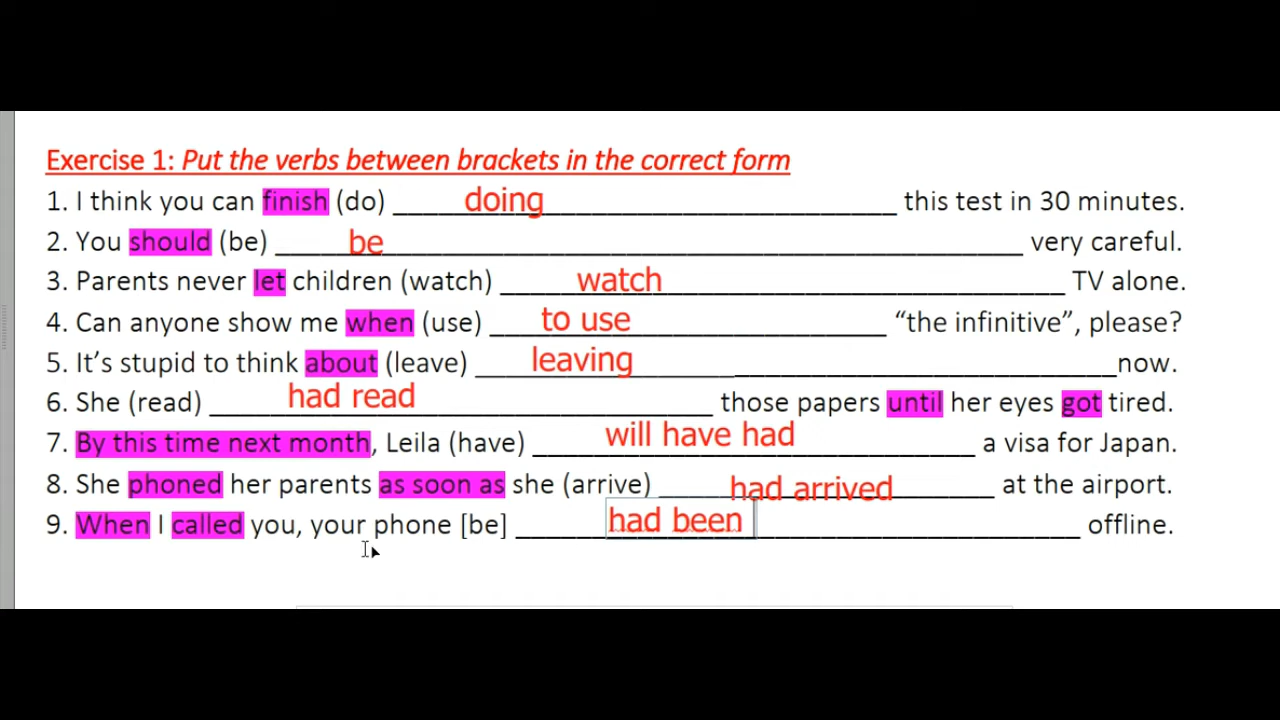 Exercise 1: Put the verbs between brackets in the correct form
1. I think you can finish (do) doing this test in 30 minutes.
2. You should (be) be very careful.
3. Parents never let children (watch) watch TV alone.
4. Can anyone show me when (use) to use “the infinitive”, please?
5. It’s stupid to think about (leave) leaving now.
6. She (read) had read those papers until her eyes got tired.
7. By this time next month, Leila (have) will have had a visa for Japan.
8. She phoned her parents as soon as she (arrive) had arrived at the airport.
9. When I called you, your phone [be] had been offline.